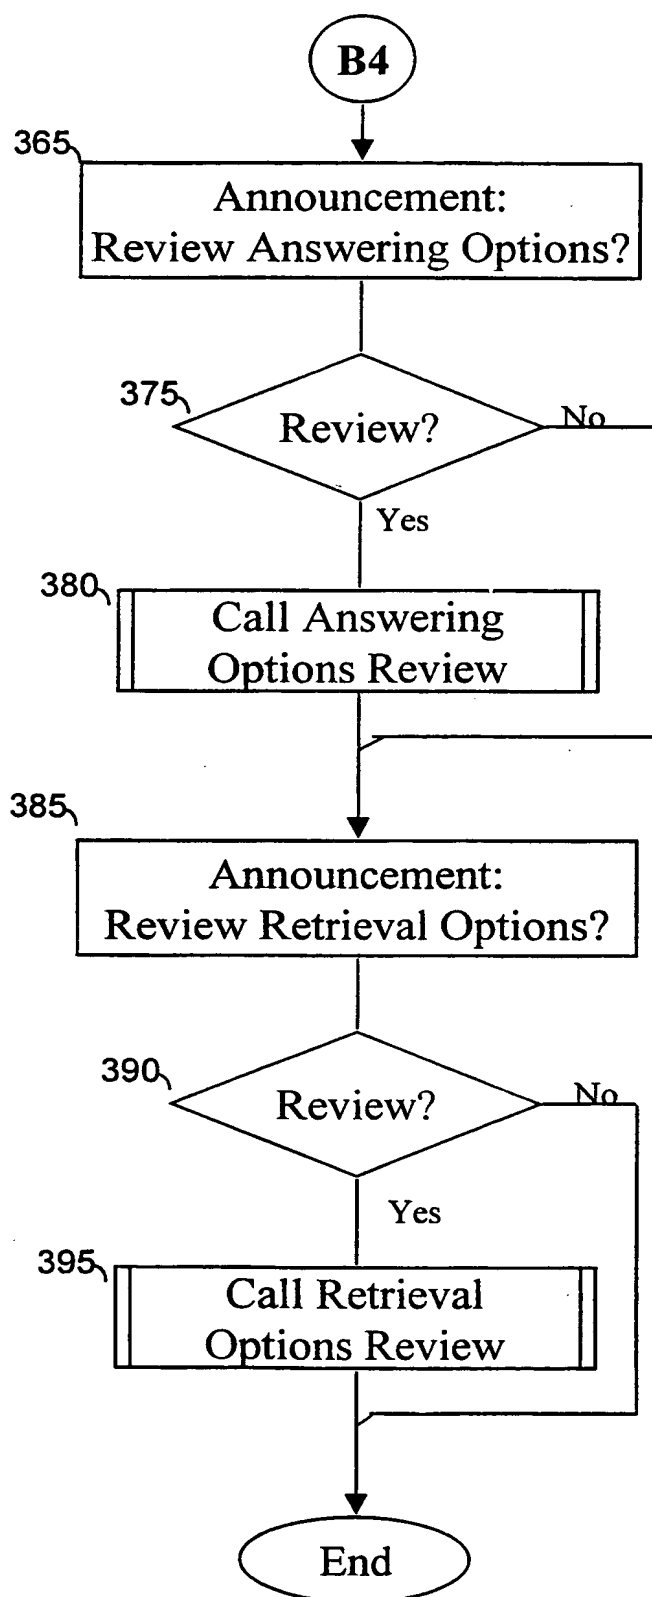 B4
365
Announcement:
Review Answering Options?
375
Review?
No
Yes
380
Call Answering
Options Review
385
Announcement:
Review Retrieval Options?
390
Review?
No
Yes
395
Call Retrieval
Options Review
End